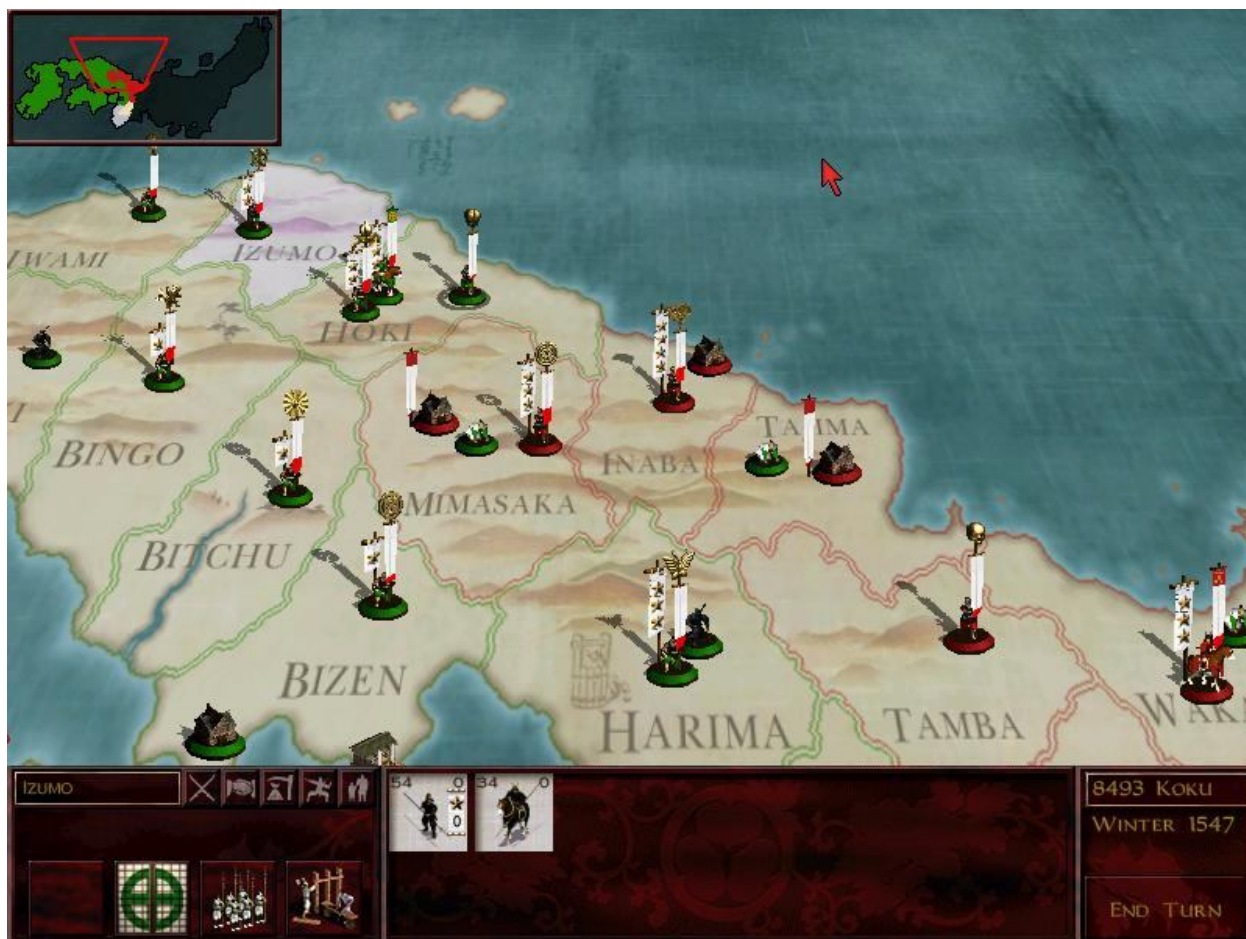 IWAMI
IZUMO
HOKI
BINGO
TAJIMA
INABA
MIMASAKA
BITCHU
BIZEN
HARIMA
TAMBA
IZUMO
54 0
0
34 0
8493 KOKU
WINTER 1547
END TURN